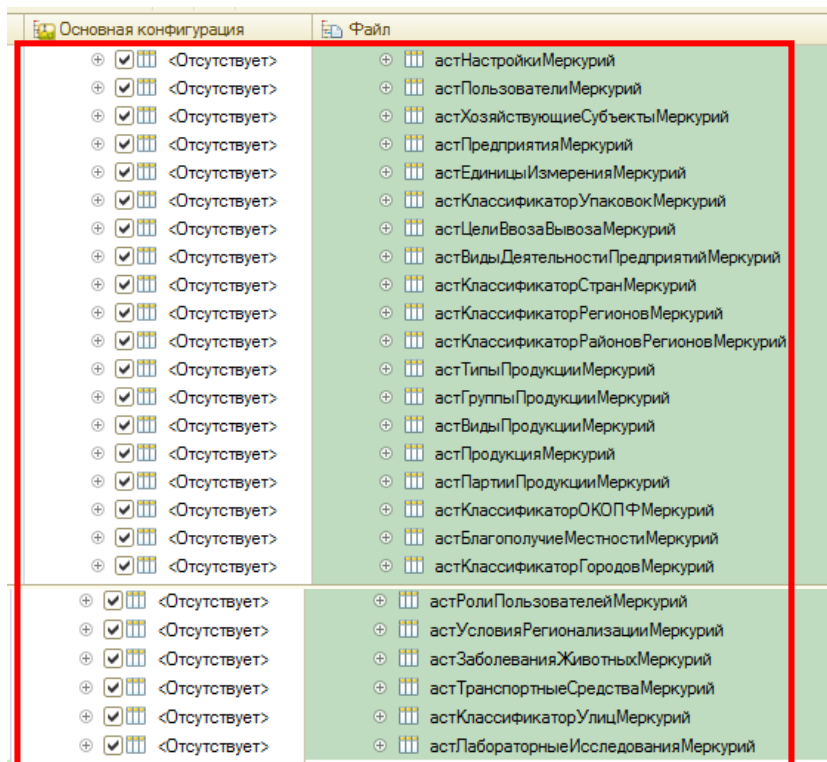 Основная конфигурация Файл
<Отсутствует> астНастройкиМеркурий
<Отсутствует> астПользователиМеркурий
<Отсутствует> астХозяйствующиеСубъектыМеркурий
<Отсутствует> астПредприятияМеркурий
<Отсутствует> астЕдиницыИзмеренияМеркурий
<Отсутствует> астКлассификаторУпаковокМеркурий
<Отсутствует> астЦелиВвозаВывозаМеркурий
<Отсутствует> астВидыДеятельностиПредприятийМеркурий
<Отсутствует> астКлассификаторСтранМеркурий
<Отсутствует> астКлассификаторРегионовМеркурий
<Отсутствует> астКлассификаторРайоновРегионовМеркурий
<Отсутствует> астТипыПродукцииМеркурий
<Отсутствует> астГруппыПродукцииМеркурий
<Отсутствует> астВидыПродукцииМеркурий
<Отсутствует> астПродукцияМеркурий
<Отсутствует> астПартииПродукцииМеркурий
<Отсутствует> астКлассификаторОКОПФМеркурий
<Отсутствует> астБлагополучиеМестностиМеркурий
<Отсутствует> астКлассификаторГородовМеркурий
<Отсутствует> астРолиПользователейМеркурий
<Отсутствует> астУсловияРегионализацииМеркурий
<Отсутствует> астЗаболеванияЖивотныхМеркурий
<Отсутствует> астТранспортныеСредстваМеркурий
<Отсутствует> астКлассификаторУлицМеркурий
<Отсутствует> астЛабораторныеИсследованияМеркурий